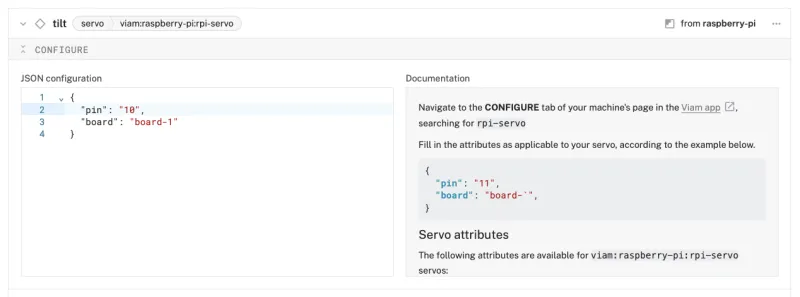 tilt servo viam:raspberry-pi:rpi-servo from raspberry-pi
CONFIGURE
JSON configuration
1 {
2 "pin": "10",
3 "board": "board-1"
4 }
Documentation
Navigate to the CONFIGURE tab of your machine's page in the Viam app,
searching for rpi-servo
Fill in the attributes as applicable to your servo, according to the example below.
{
"pin": "11",
"board": "board-`",
}
Servo attributes
The following attributes are available for viam:raspberry-pi:rpi-servo
servos: